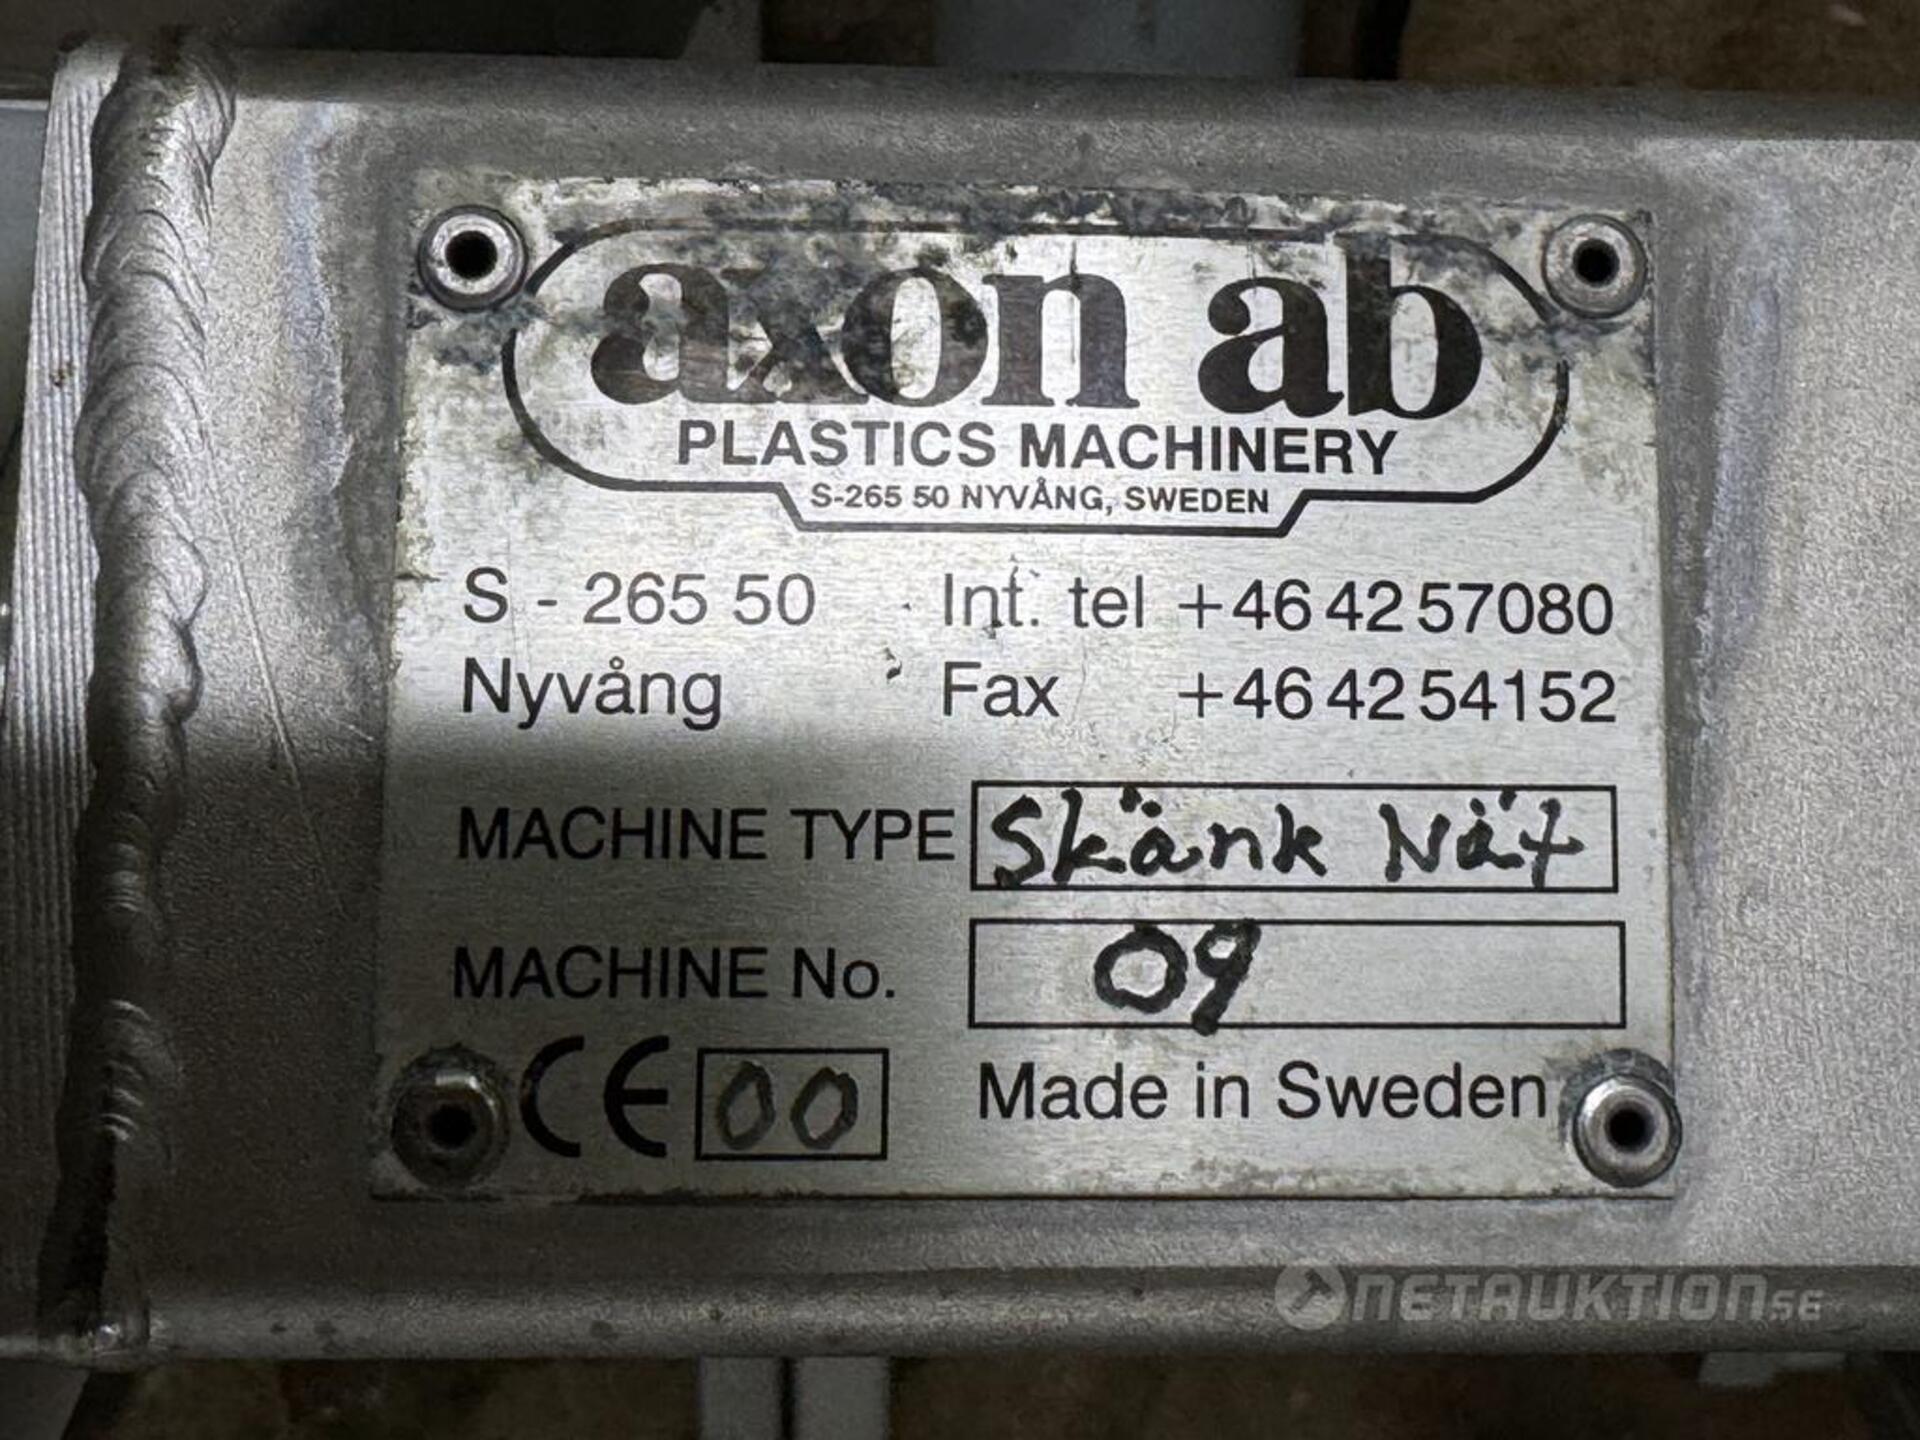 axon ab
PLASTICS MACHINERY
S-265 50 NYVÅNG, SWEDEN
S - 265 50 Int. tel +46 42 57080
Nyvång Fax +46 42 54152
MACHINE TYPE Skänk Nät
MACHINE No. 09
CE 00 Made in Sweden
NETAUKTION.SE